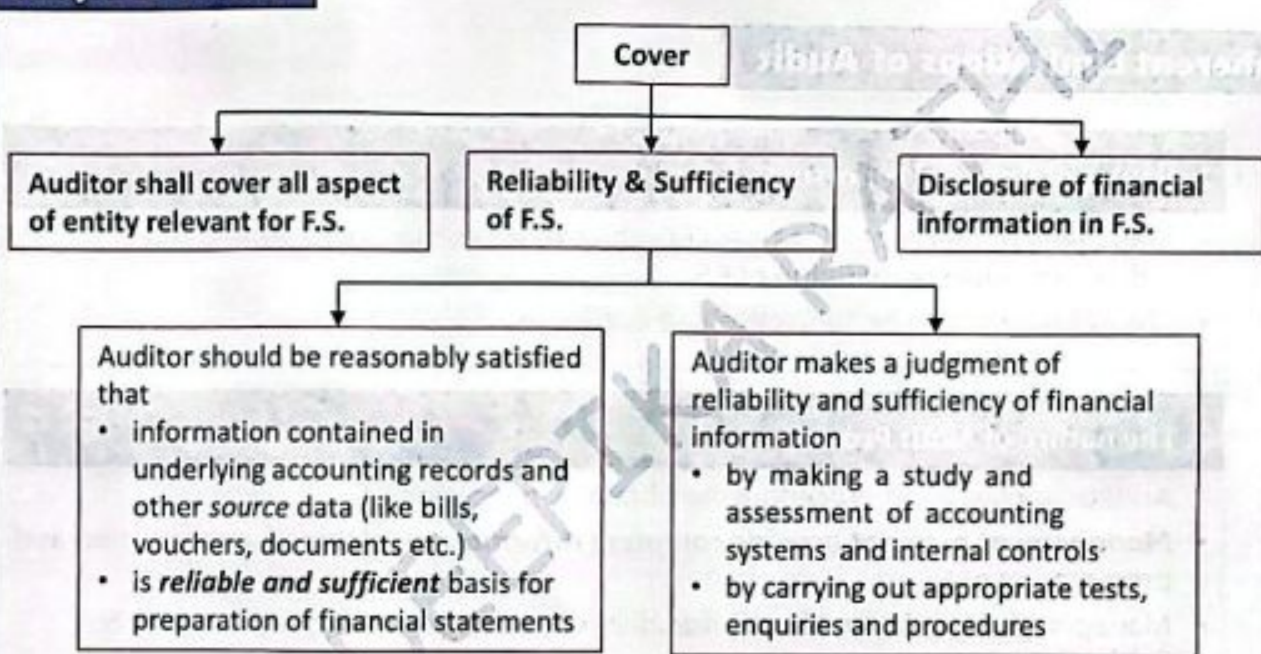 Cover
Auditor shall cover all aspect
of entity relevant for F.S.
Reliability & Sufficiency
of F.S.
Disclosure of financial
information in F.S.
Auditor should be reasonably satisfied
that
• information contained in
underlying accounting records and
other source data (like bills,
vouchers, documents etc.)
• is reliable and sufficient basis for
preparation of financial statements
Auditor makes a judgment of
reliability and sufficiency of financial
information
• by making a study and
assessment of accounting
systems and internal controls
• by carrying out appropriate tests,
enquiries and procedures